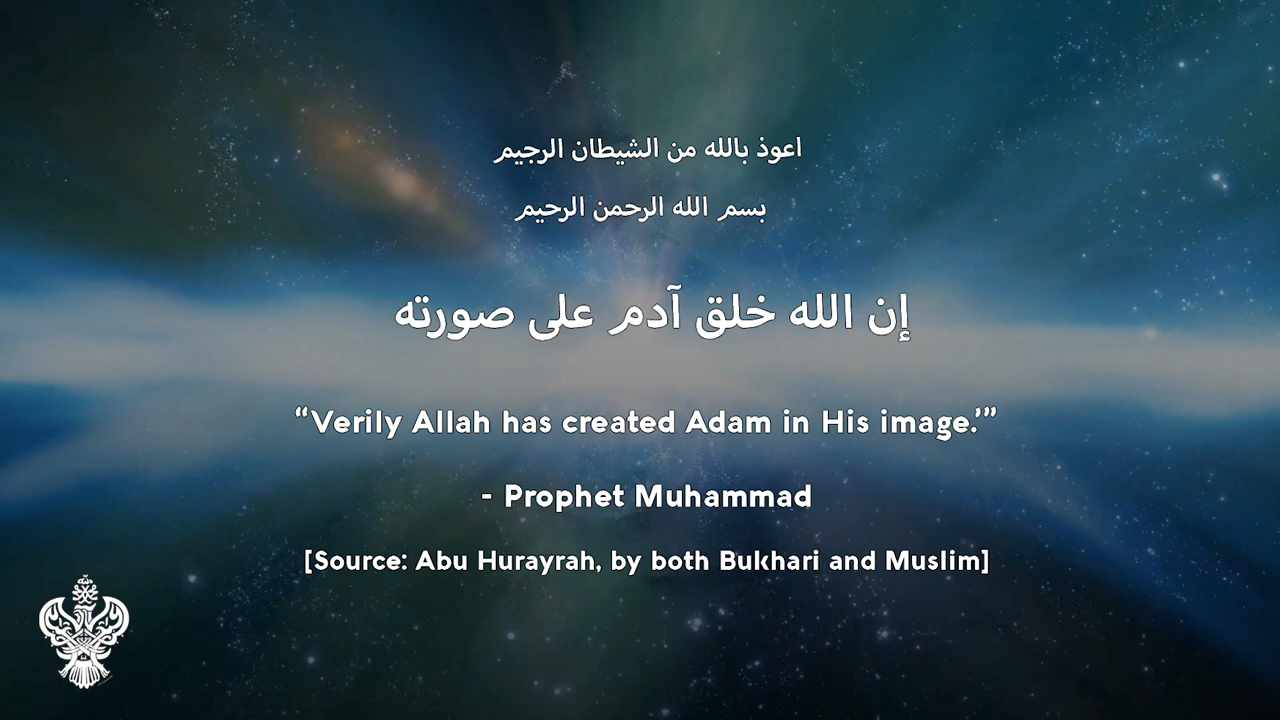 اعوذ بالله من الشيطان الرجيم
بسم الله الرحمن الرحيم
إن الله خلق آدم على صورته
“Verily Allah has created Adam in His image.’”
- Prophet Muhammad
[Source: Abu Hurayrah, by both Bukhari and Muslim]